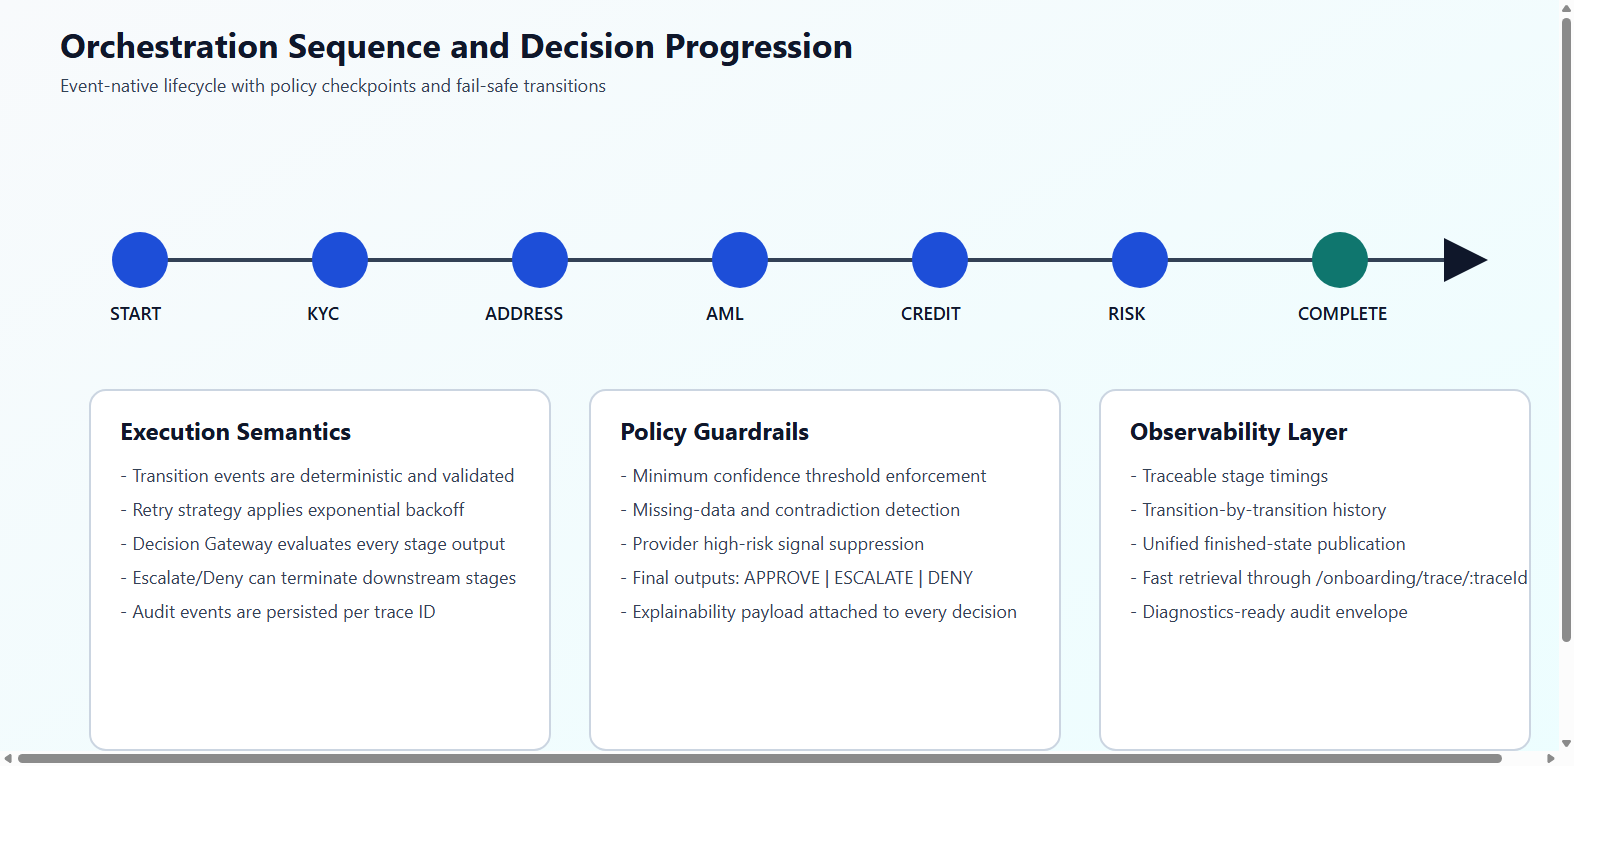 Orchestration Sequence and Decision Progression
Event-native lifecycle with policy checkpoints and fail-safe transitions
START KYC ADDRESS AML CREDIT RISK COMPLETE
Execution Semantics
- Transition events are deterministic and validated
- Retry strategy applies exponential backoff
- Decision Gateway evaluates every stage output
- Escalate/Deny can terminate downstream stages
- Audit events are persisted per trace ID
Policy Guardrails
- Minimum confidence threshold enforcement
- Missing-data and contradiction detection
- Provider high-risk signal suppression
- Final outputs: APPROVE | ESCALATE | DENY
- Explainability payload attached to every decision
Observability Layer
- Traceable stage timings
- Transition-by-transition history
- Unified finished-state publication
- Fast retrieval through /onboarding/trace/:traceId
- Diagnostics-ready audit envelope